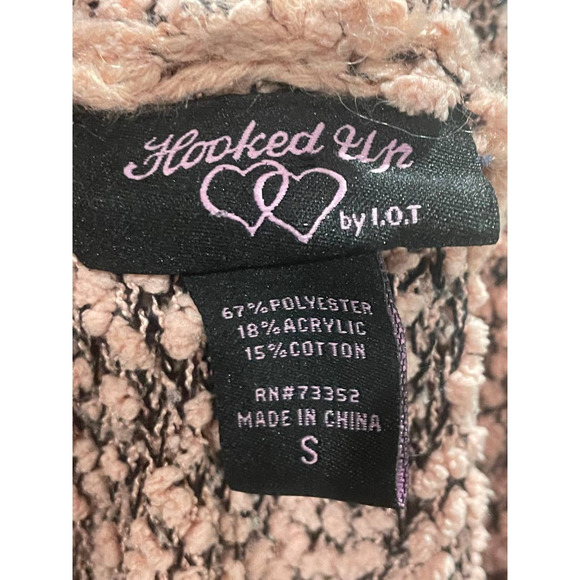 Hooked Up
by I.O.T
67% POLYESTER
18% ACRYLIC
15% COTTON
RN#73352
MADE IN CHINA
S